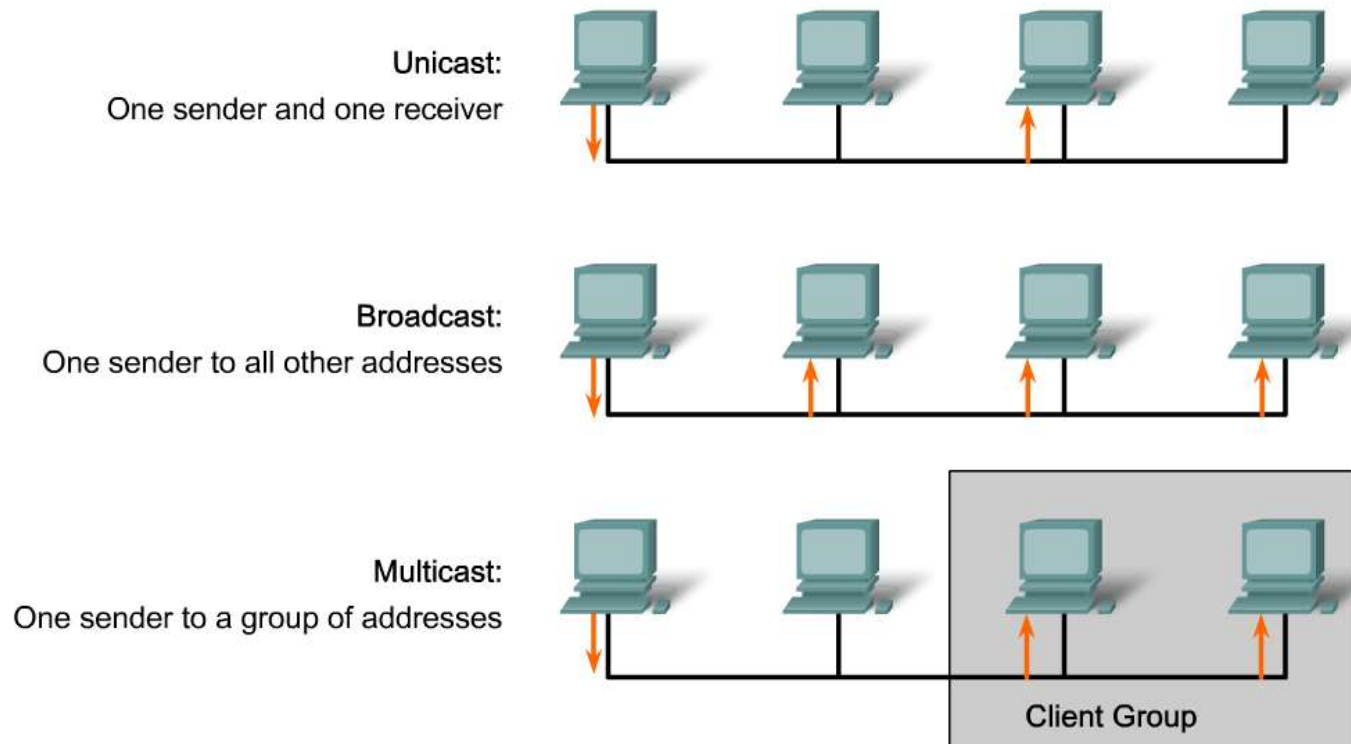 Unicast:
One sender and one receiver
Broadcast:
One sender to all other addresses
Multicast:
One sender to a group of addresses
Client Group